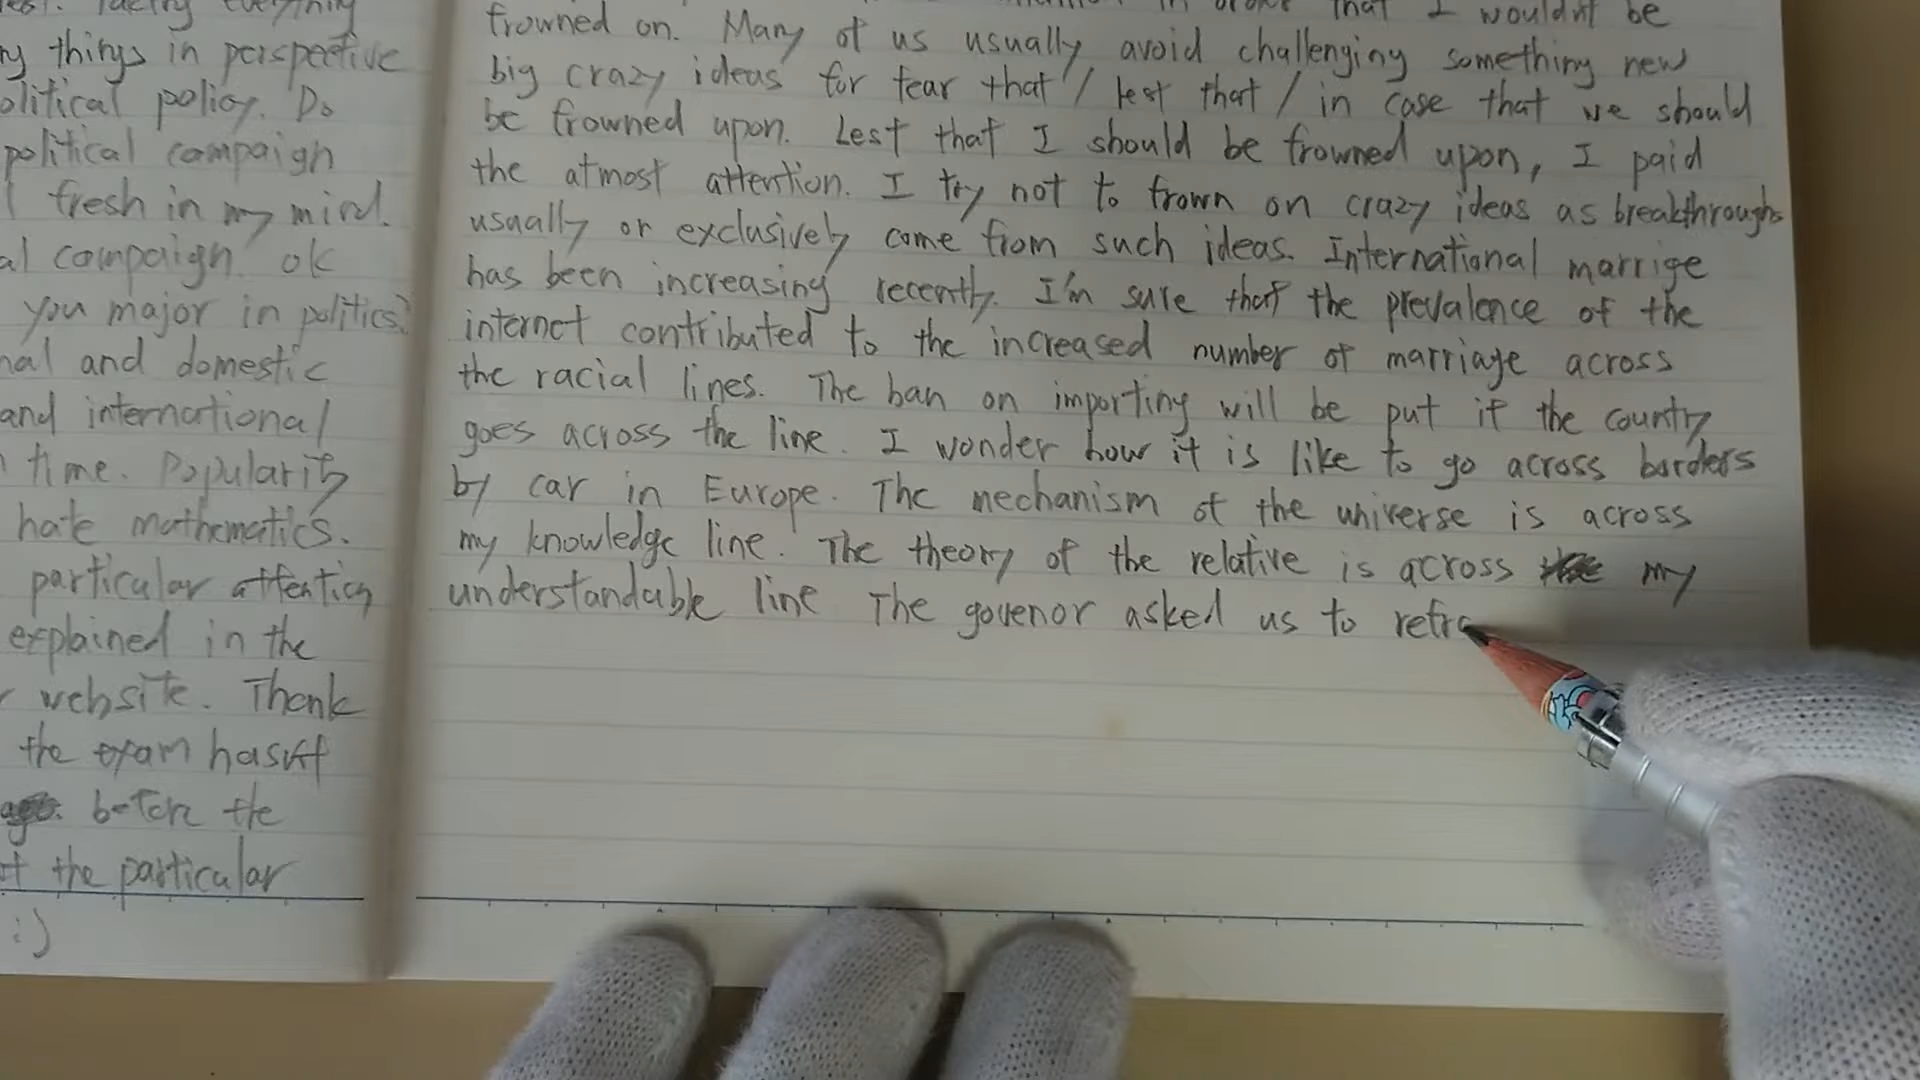 things in perspective
political policy. Do
political campaign
fresh in my mind.
campaign. ok
you major in politics?
and domestic
and international
time. Popularity
hate mathematics.
particular attention
explained in the
website. Thank
the exam
before the
the particular
:)
that I wouldn't be
frowned on. Many of us usually avoid challenging something new
big crazy ideas for fear that / lest that / in case that we should
be frowned upon. Lest that I should be frowned upon, I paid
the atmost attention. I try not to frown on crazy ideas as breakthroughs
usually or exclusively come from such ideas. International marrige
has been increasing recently. I'm sure that the prevalence of the
internet contributed to the increased number of marriage across
the racial lines. The ban on importing will be put if the country
goes across the line. I wonder how it is like to go across borders
by car in Europe. The mechanism of the universe is across
my knowledge line. The theory of the relative is across my
understandable line The govenor asked us to refra